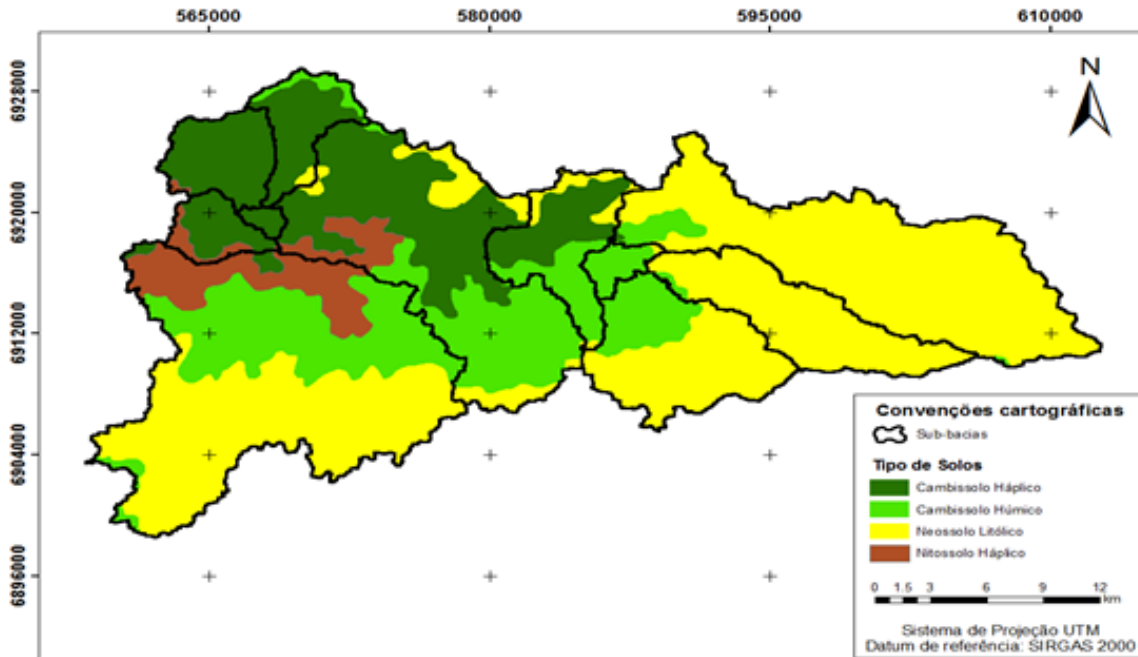 565000 580000 595000 610000
N
6928000
6920000
6912000
6904000
6896000
Convenções cartográficas
Sub-bacias
Tipo de Solos
Cambissolo Háplico
Cambissolo Húmico
Neossolo Litólico
Nitossolo Háplico
0 1.5 3 6 9 12
km
Sistema de Projeção UTM
Datum de referência: SIRGAS 2000